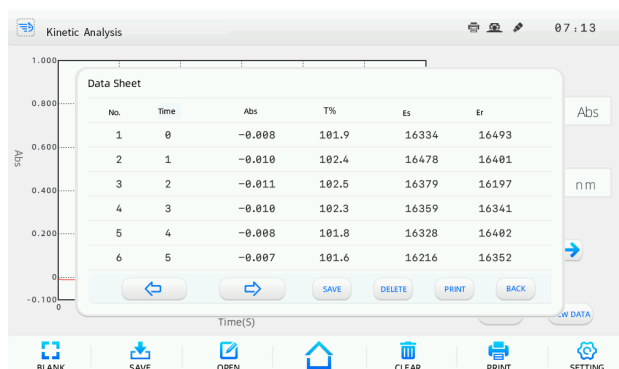 Kinetic Analysis
07:13
1.000
Data Sheet
0.800
Abs
No. Time Abs T% Es Er
1 0 -0.008 101.9 16334 16493
0.600
2 1 -0.010 102.4 16478 16401
Abs
3 2 -0.011 102.5 16379 16197
nm
0.400
4 3 -0.010 102.3 16359 16341
0.200
5 4 -0.008 101.8 16328 16402
6 5 -0.007 101.6 16216 16352
0
SAVE DELETE PRINT BACK
-0.100
0
Time(S)
DATA
BLANK SAVE OPEN CLEAR PRINT SETTING